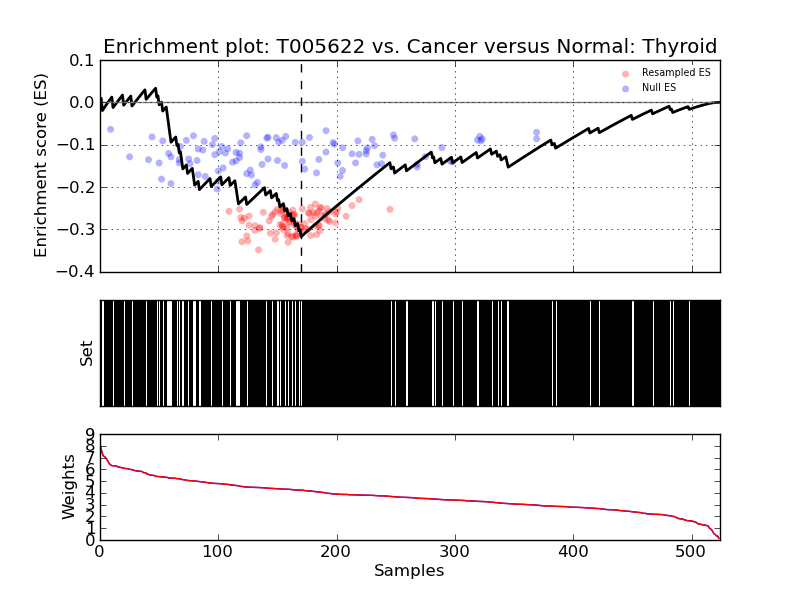 Enrichment plot: T005622 vs. Cancer versus Normal: Thyroid
Enrichment score (ES)
0.1
0.0
−0.1
−0.2
−0.3
−0.4
Resampled ES
Null ES
Set
Weights
9
8
7
6
5
4
3
2
1
0
0 100 200 300 400 500
Samples